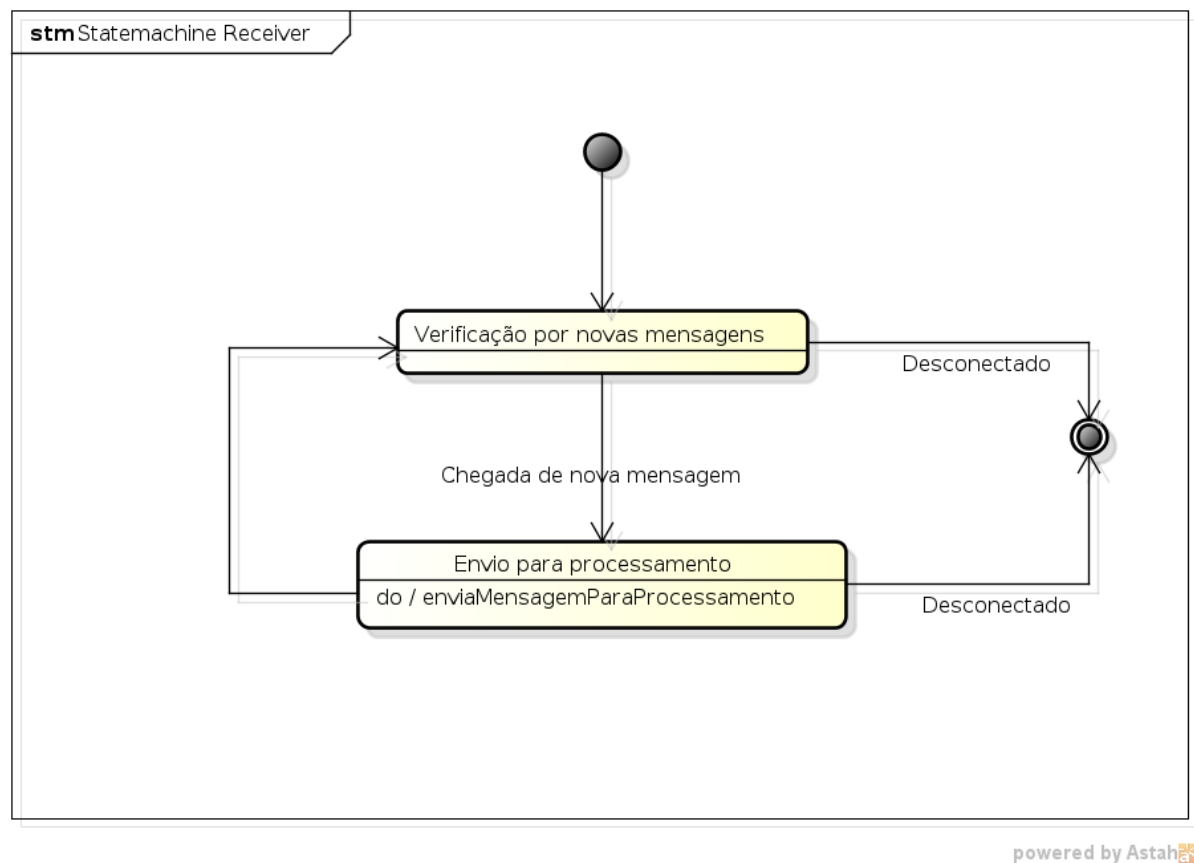 stm Statemachine Receiver
Verificação por novas mensagens
Desconectado
Chegada de nova mensagem
Envio para processamento
do / enviaMensagemParaProcessamento
Desconectado
powered by Astah